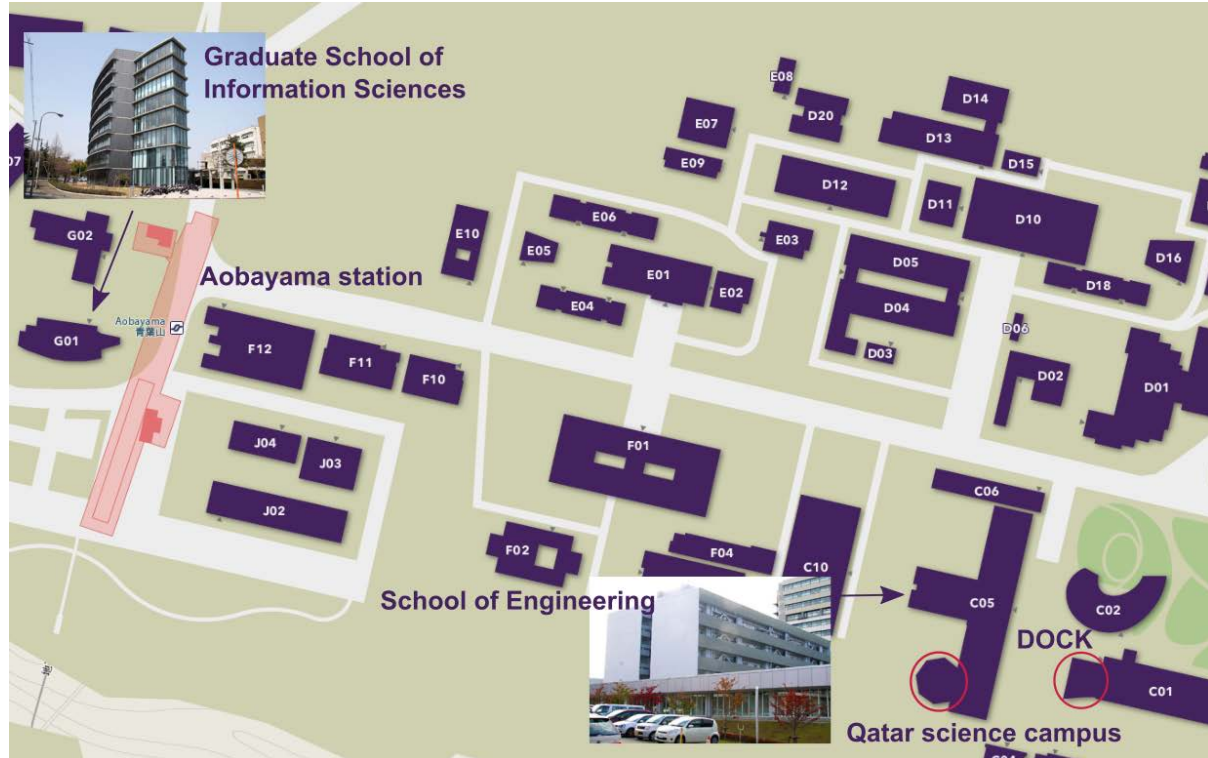 Graduate School of
Information Sciences
E08
D14
D20
E07
D13
E09
D15
07
D12
D11
E06
D10
G02
E10
E03
E05
D05
D16
Aobayama station
E01
E02
D18
E04
D04
Aobayama
青葉山
D06
G01
F12
D03
F11
D02
F10
D01
J04
F01
J03
C06
J02
F02
F04
C10
School of Engineering
C05
C02
DOCK
C01
Qatar science campus